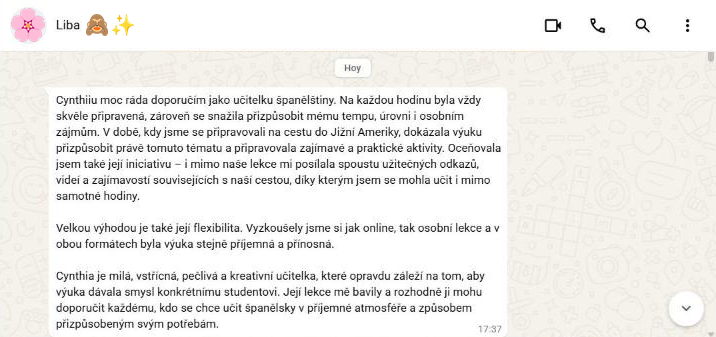 Liba 🙈✨
Hoy
Cynthiiu moc ráda doporučím jako učitelku španělštiny. Na každou hodinu byla vždy
skvěle připravená, zároveň se snažila přizpůsobit mému tempu, úrovni i osobním
zájmům. V době, kdy jsme se připravovali na cestu do Jižní Ameriky, dokázala výuku
přizpůsobit právě tomuto tématu a připravovala zajímavé a praktické aktivity. Oceňovala
jsem také její iniciativu – i mimo naše lekce mi posílala spoustu užitečných odkazů,
videí a zajímavostí souvisejících s naší cestou, díky kterým jsem se mohla učit i mimo
samotné hodiny.
Velkou výhodou je také její flexibilita. Vyzkoušely jsme si jak online, tak osobní lekce a v
obou formátech byla výuka stejně příjemná a přínosná.
Cynthia je milá, vstřícná, pečlivá a kreativní učitelka, které opravdu záleží na tom, aby
výuka dávala smysl konkrétnímu studentovi. Její lekce mě bavily a rozhodně ji mohu
doporučit každému, kdo se chce učit španělsky v příjemné atmosféře a způsobem
přizpůsobeným svým potřebám.
17:37